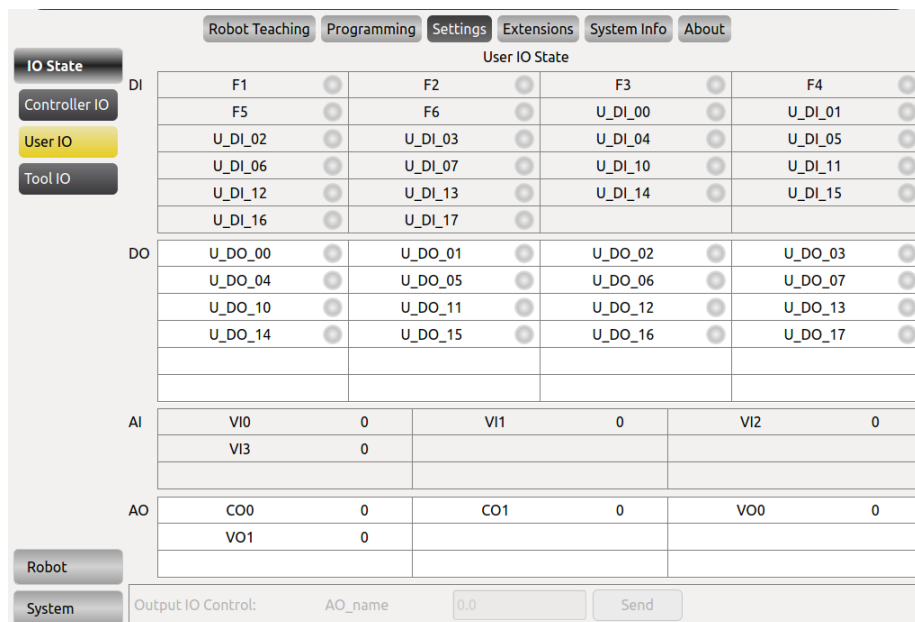 Robot Teaching Programming Settings Extensions System Info About
User IO State
IO State
Controller IO
User IO
Tool IO
DI F1 F2 F3 F4
F5 F6 U_DI_00 U_DI_01
U_DI_02 U_DI_03 U_DI_04 U_DI_05
U_DI_06 U_DI_07 U_DI_10 U_DI_11
U_DI_12 U_DI_13 U_DI_14 U_DI_15
U_DI_16 U_DI_17
DO U_DO_00 U_DO_01 U_DO_02 U_DO_03
U_DO_04 U_DO_05 U_DO_06 U_DO_07
U_DO_10 U_DO_11 U_DO_12 U_DO_13
U_DO_14 U_DO_15 U_DO_16 U_DO_17
AI VI0 0 VI1 0 VI2 0
VI3 0
AO CO0 0 CO1 0 VO0 0
VO1 0
Robot
System
Output IO Control: AO_name 0.0 Send